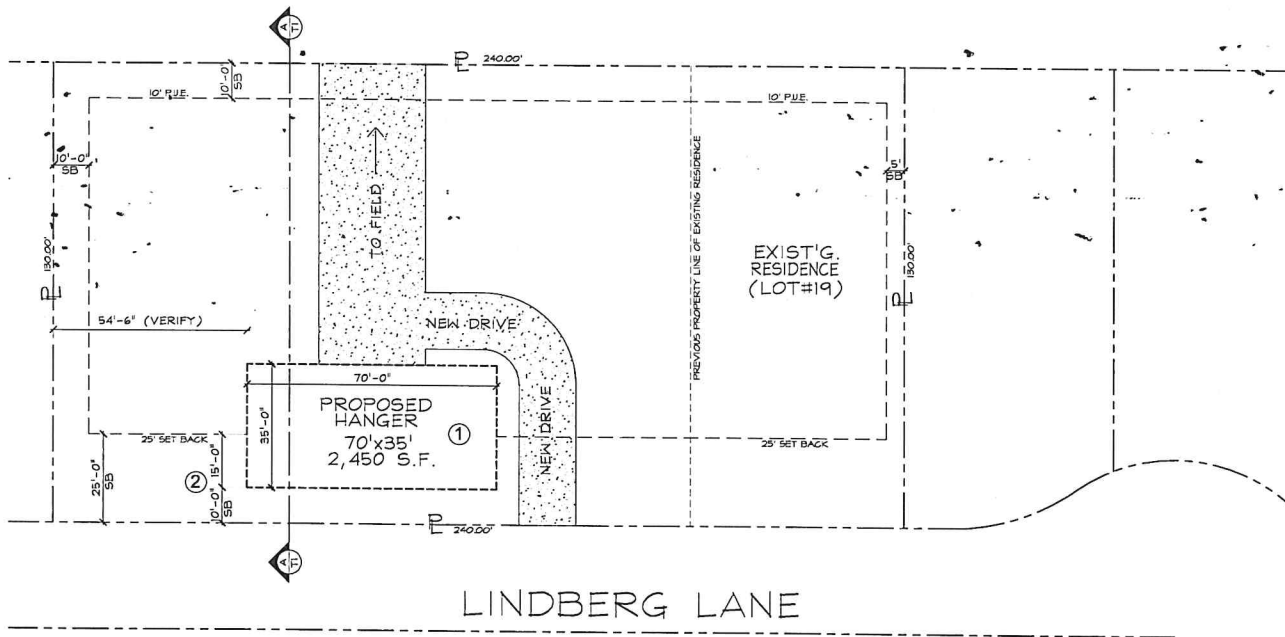 A
T1
240.00'
10'-0"
SB
10' P.U.E.
10' P.U.E.
10'-0"
SB
5'
SB
TO FIELD
PREVIOUS PROPERTY LINE OF EXISTING RESIDENCE
EXIST'G.
RESIDENCE
(LOT#19)
130.00'
PL
130.00'
PL
54'-6" (VERIFY)
NEW DRIVE
70'-0"
PROPOSED
HANGER
70'x35'
2,450 S.F.
1
35'-0"
NEW DRIVE
25' SET BACK
25' SET BACK
25'-0"
SB
2
15'-0"
10'-0"
SB
PL
240.00'
PL
A
T1
LINDBERG LANE